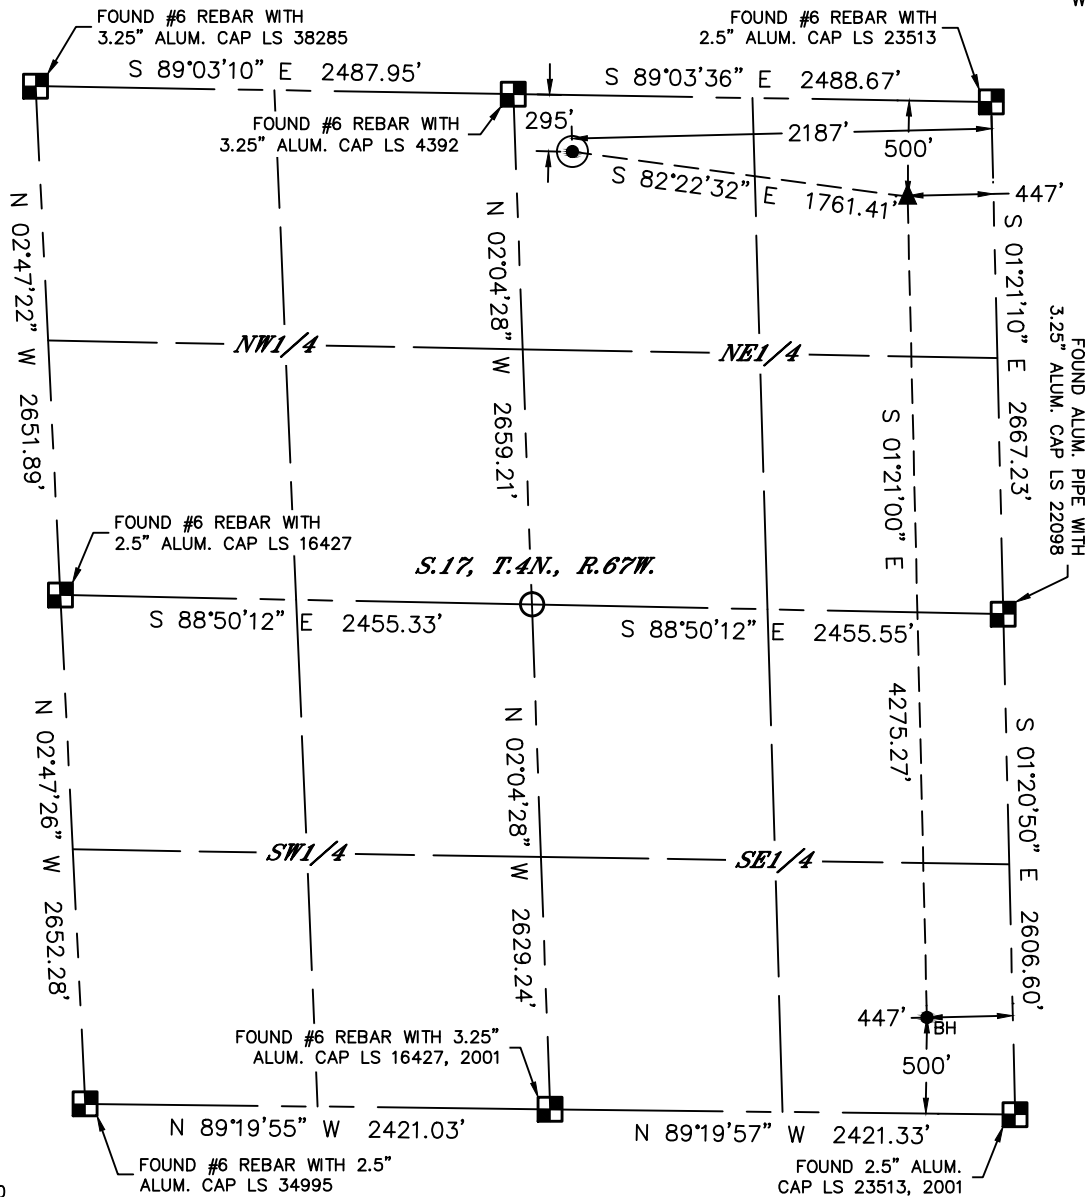 W
FOUND #6 REBAR WITH
3.25" ALUM. CAP LS 38285
FOUND #6 REBAR WITH
2.5" ALUM. CAP LS 23513
S 89°03'10" E 2487.95'
S 89°03'36" E 2488.67'
FOUND #6 REBAR WITH
3.25" ALUM. CAP LS 4392
295'
2187'
500'
S 82°22'32" E 1761.41'
447'
N 02°47'22" W 2651.89'
N 02°04'28" W 2659.21'
S 01°21'10" E 2667.23'
FOUND ALUM. PIPE WITH
3.25" ALUM. CAP LS 22098
NW1/4
NE1/4
S 01°21'00" E 4275.27'
FOUND #6 REBAR WITH
2.5" ALUM. CAP LS 16427
S.17, T.4N., R.67W.
S 88°50'12" E 2455.33'
S 88°50'12" E 2455.55'
N 02°47'26" W 2652.28'
N 02°04'28" W 2629.24'
S 01°20'50" E 2606.60'
SW1/4
SE1/4
447'
BH
500'
FOUND #6 REBAR WITH 3.25"
ALUM. CAP LS 16427, 2001
N 89°19'55" W 2421.03'
N 89°19'57" W 2421.33'
FOUND #6 REBAR WITH 2.5"
ALUM. CAP LS 34995
FOUND 2.5" ALUM.
CAP LS 23513, 2001